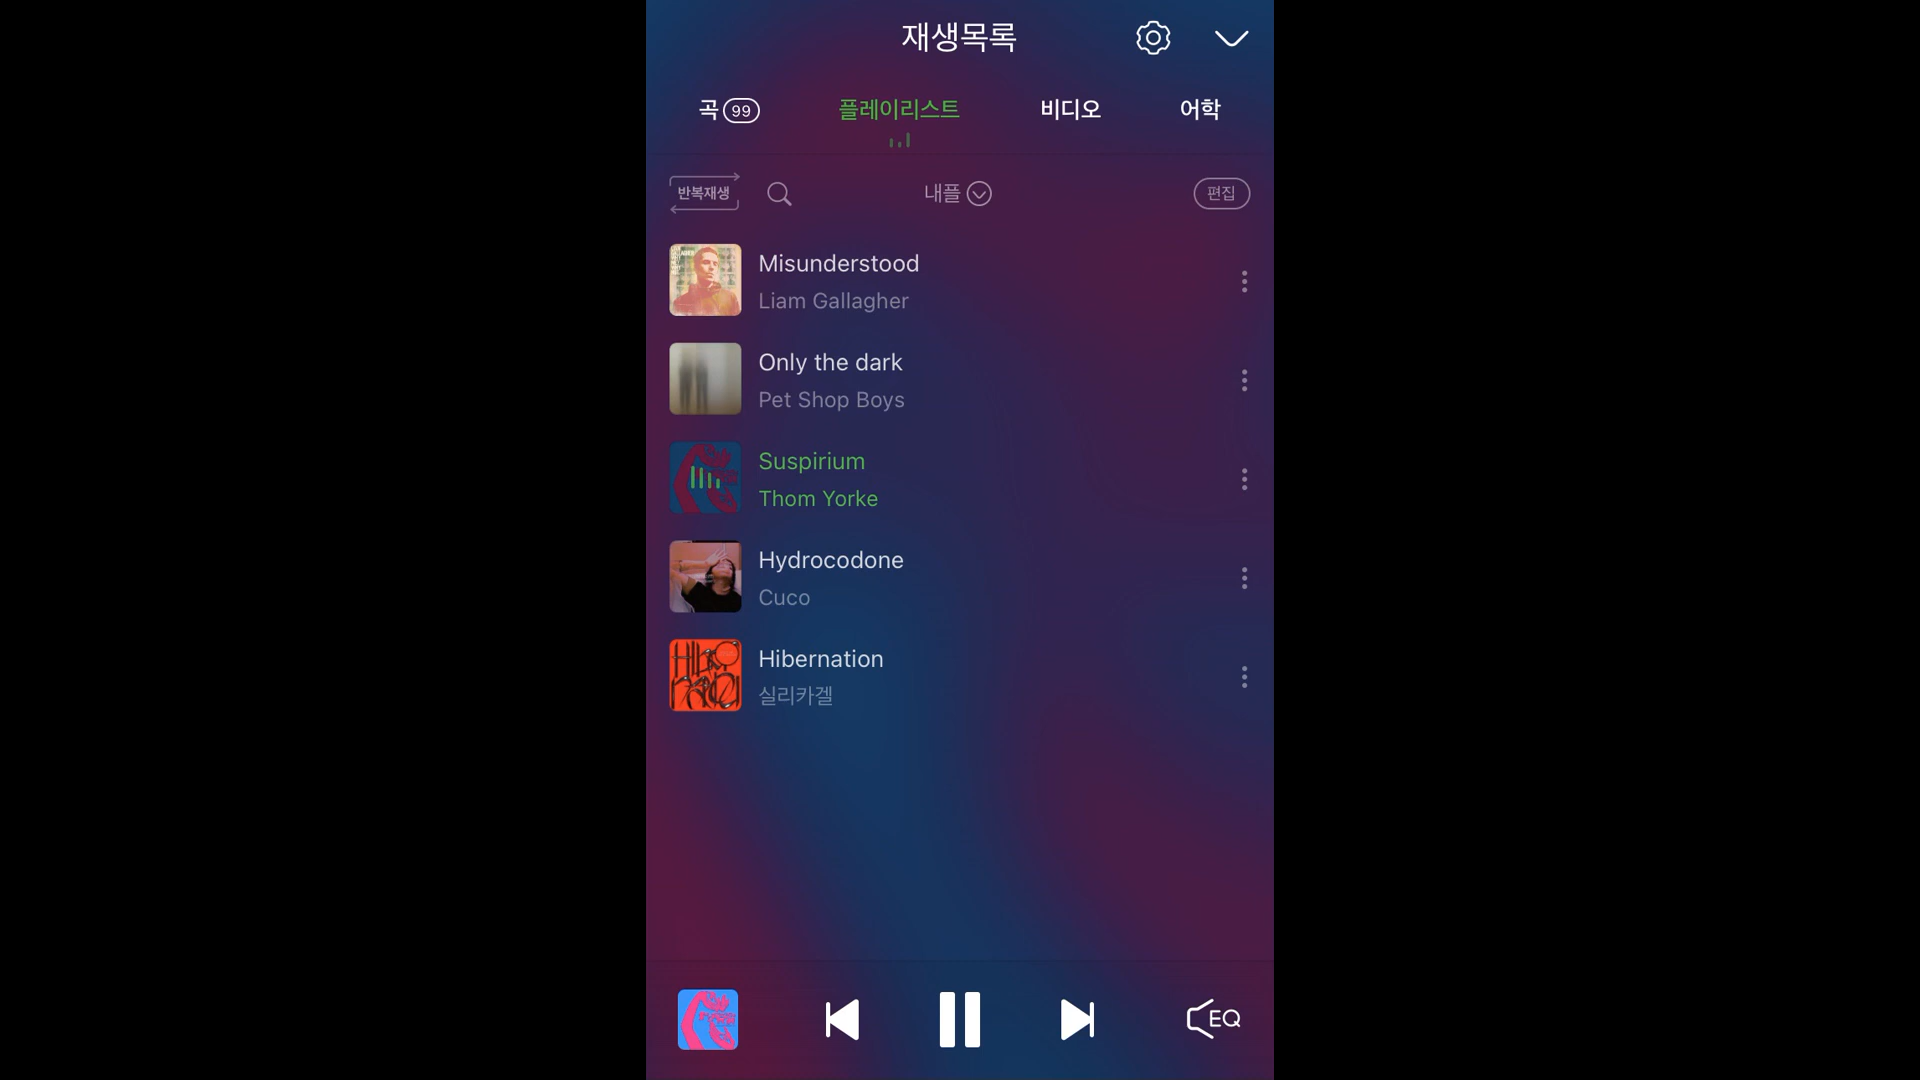 재생목록
곡 99 플레이리스트 비디오 어학
반복재생 내플 편집
Misunderstood
Liam Gallagher
Only the dark
Pet Shop Boys
Suspirium
Thom Yorke
Hydrocodone
Cuco
Hibernation
실리카겔
EQ